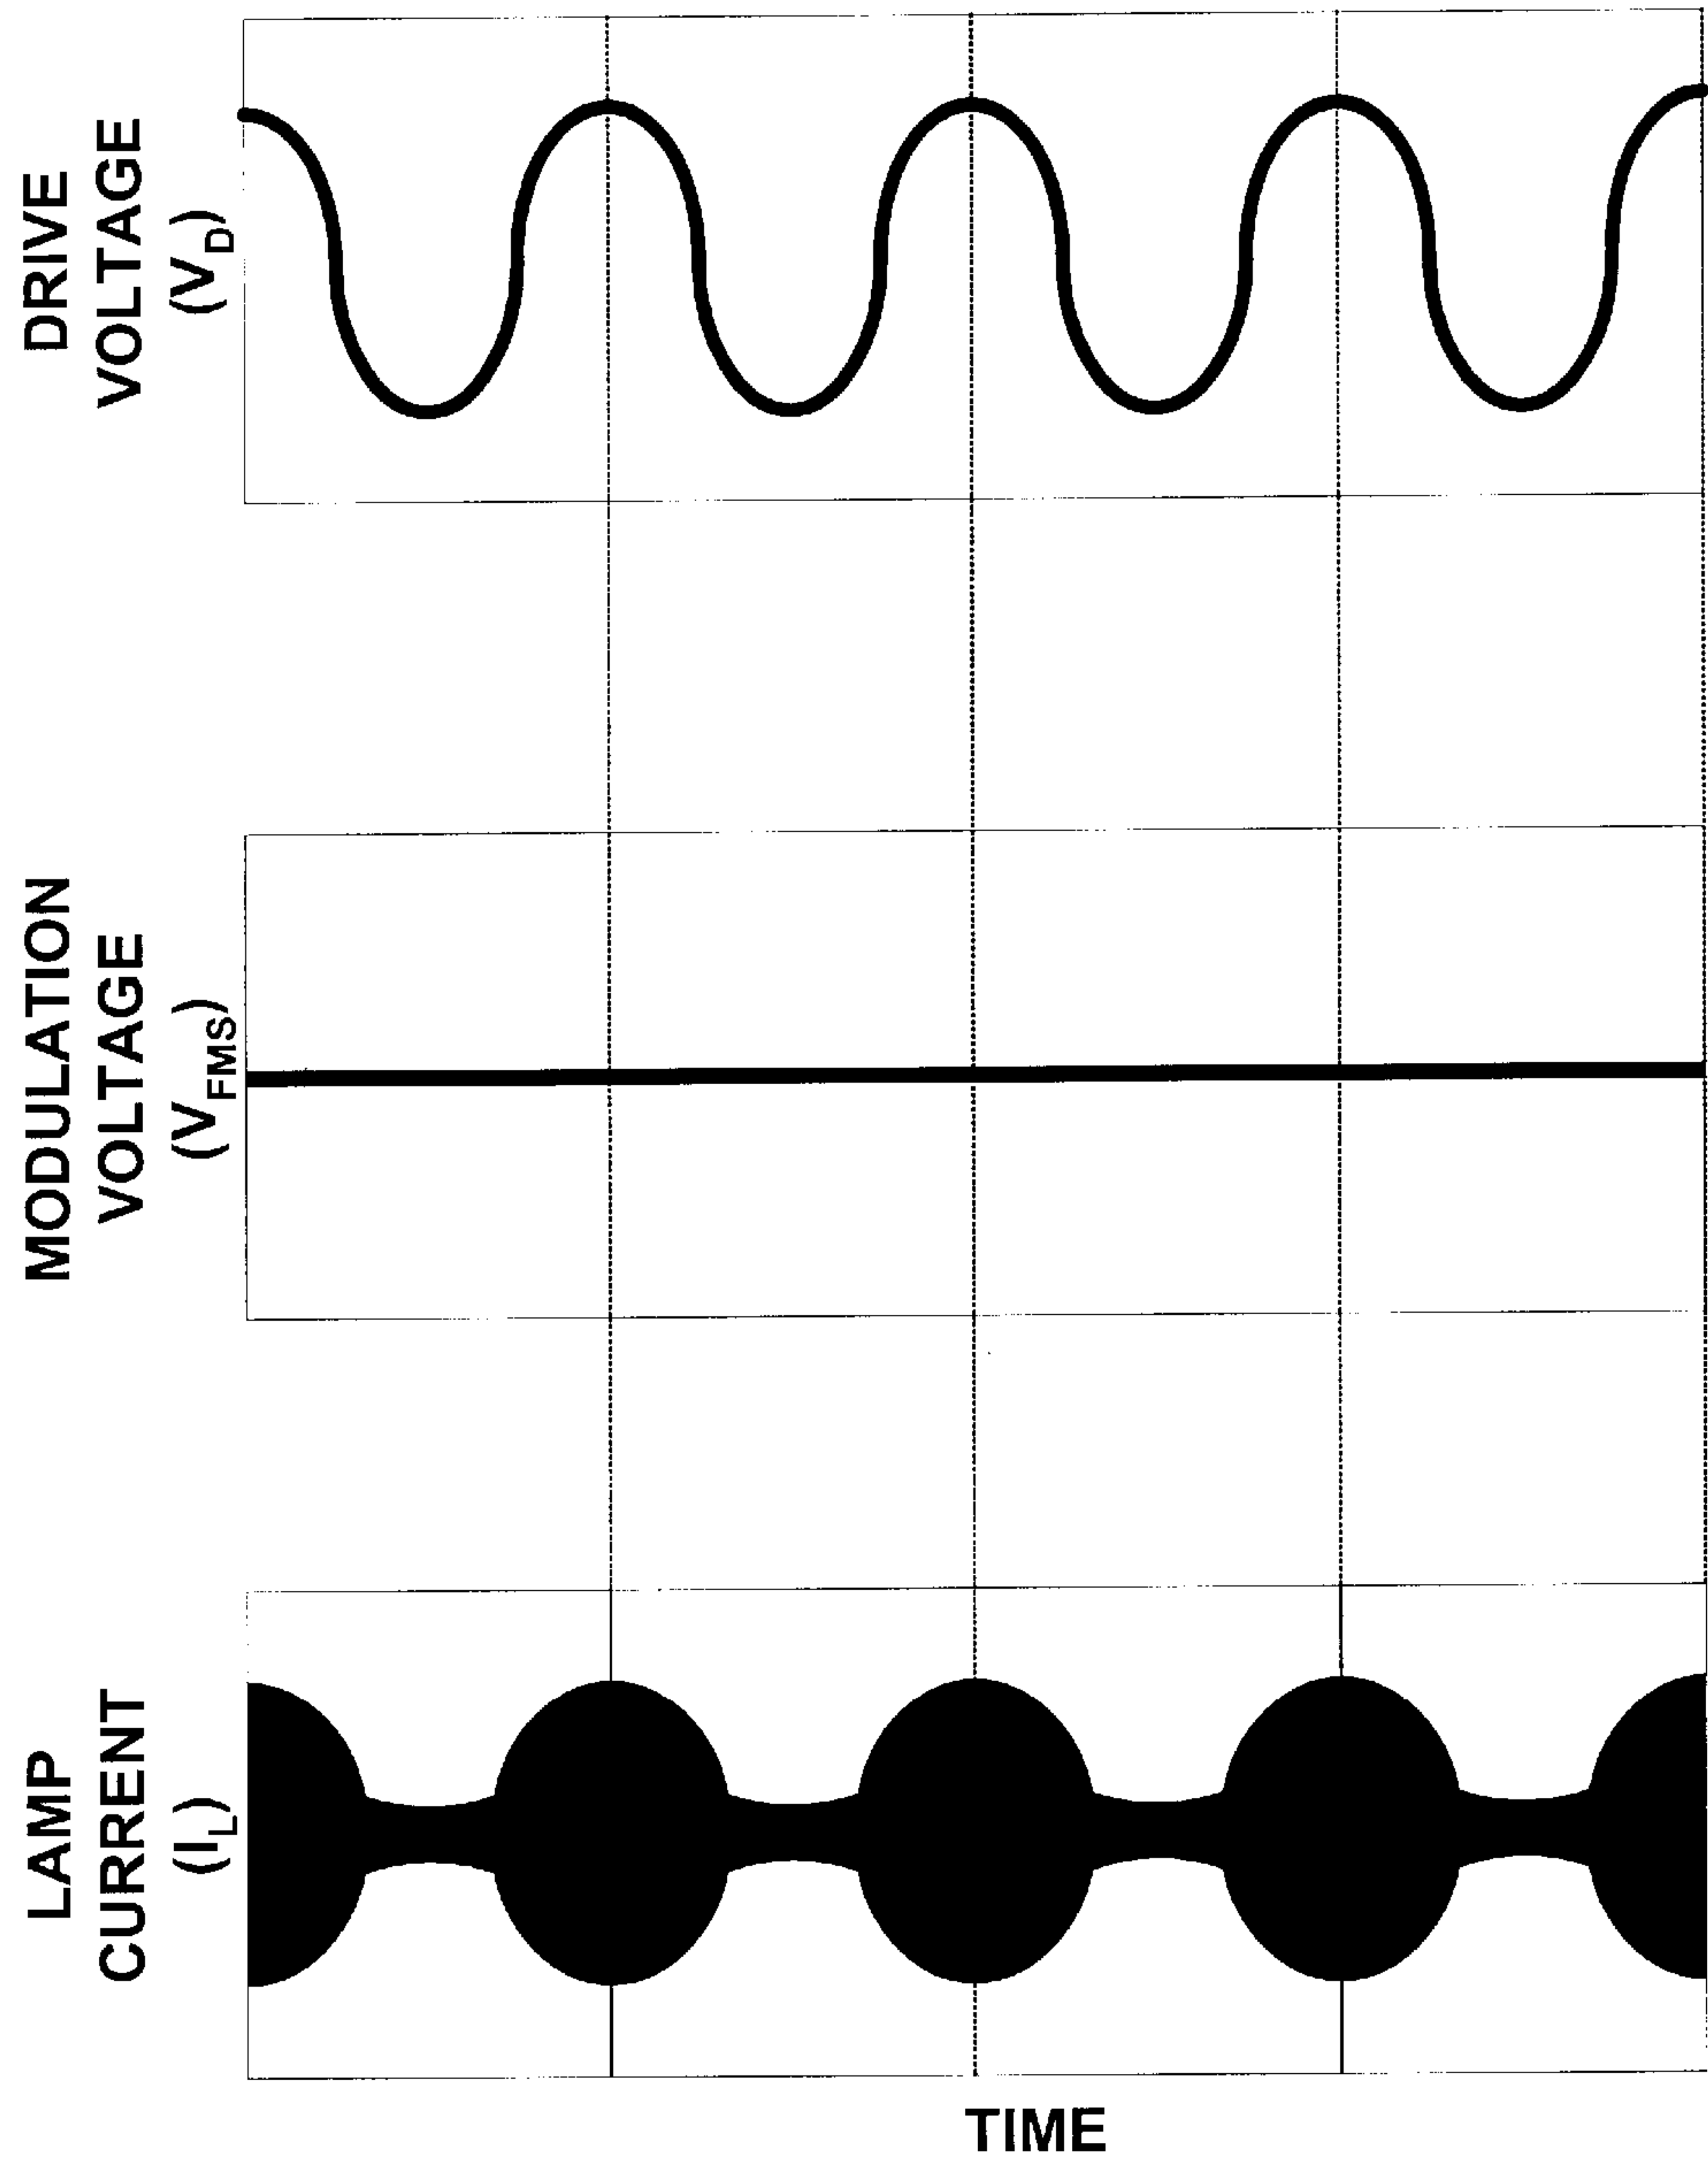 DRIVE
VOLTAGE
(VD)
MODULATION
VOLTAGE
(VFMS)
LAMP
CURRENT
(IL)
TIME